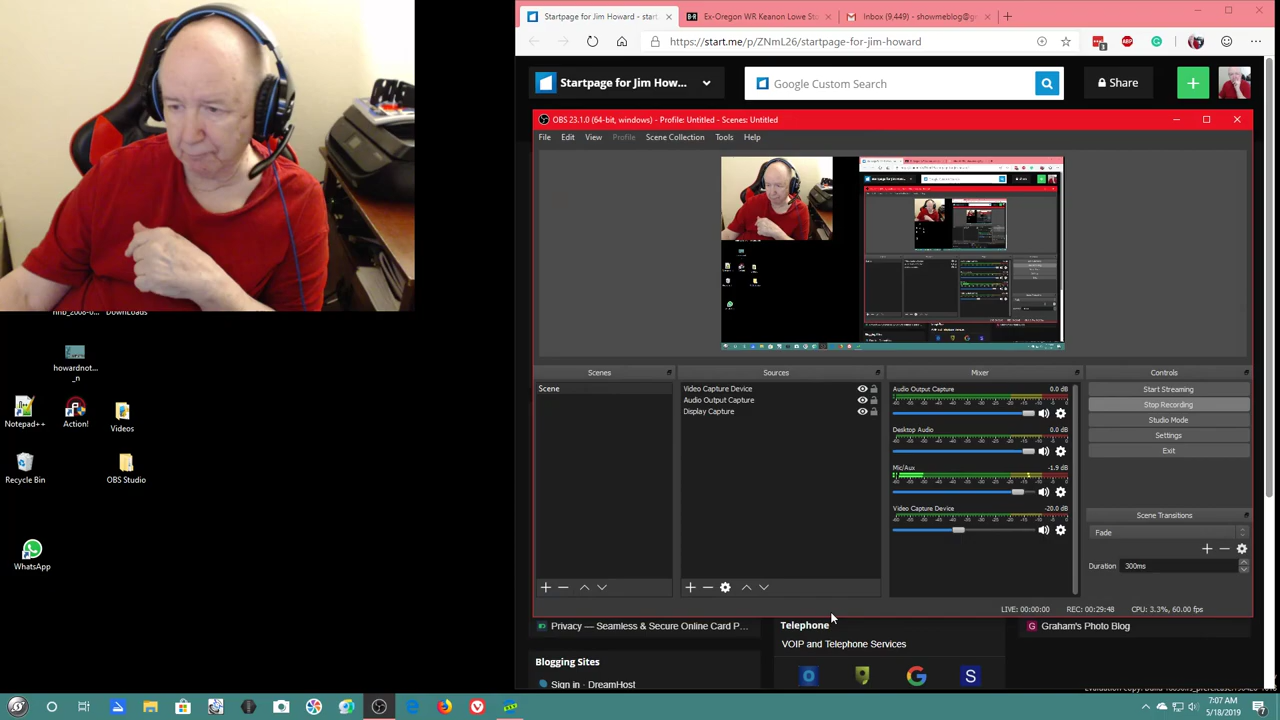 Startpage for Jim Howard - start
Ex-Oregon WR Keanon Lowe Sto
Inbox (9,449) - showmeblog@g
https://start.me/p/ZNmL26/startpage-for-jim-howard
Startpage for Jim How...
Google Custom Search
Share
OBS 23.1.0 (64-bit, windows) - Profile: Untitled - Scenes: Untitled
File Edit View Profile Scene Collection Tools Help
DownLoads
howardnot...
_n
Notepad++
Action!
Videos
Recycle Bin
OBS Studio
WhatsApp
Scenes
Sources
Mixer
Controls
Scene
Video Capture Device
Audio Output Capture
Display Capture
Audio Output Capture 0.0 dB
Desktop Audio 0.0 dB
Mic/Aux -1.9 dB
Video Capture Device -20.0 dB
Start Streaming
Stop Recording
Studio Mode
Settings
Exit
Scene Transitions
Fade
Duration 300ms
LIVE: 00:00:00 REC: 00:29:48 CPU: 3.3%, 60.00 fps
Privacy — Seamless & Secure Online Card P...
Telephone
Graham's Photo Blog
VOIP and Telephone Services
Blogging Sites
Sign in · DreamHost
7:07 AM
5/18/2019